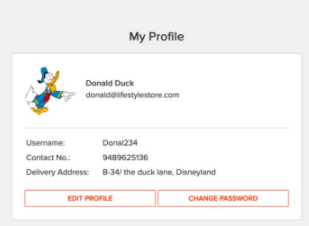 My Profile
Donald Duck
donald@lifestylestore.com
Username: Donal234
Contact No.: 9489625136
Delivery Address: B-34/ the duck lane, Disneyland
EDIT PROFILE CHANGE PASSWORD